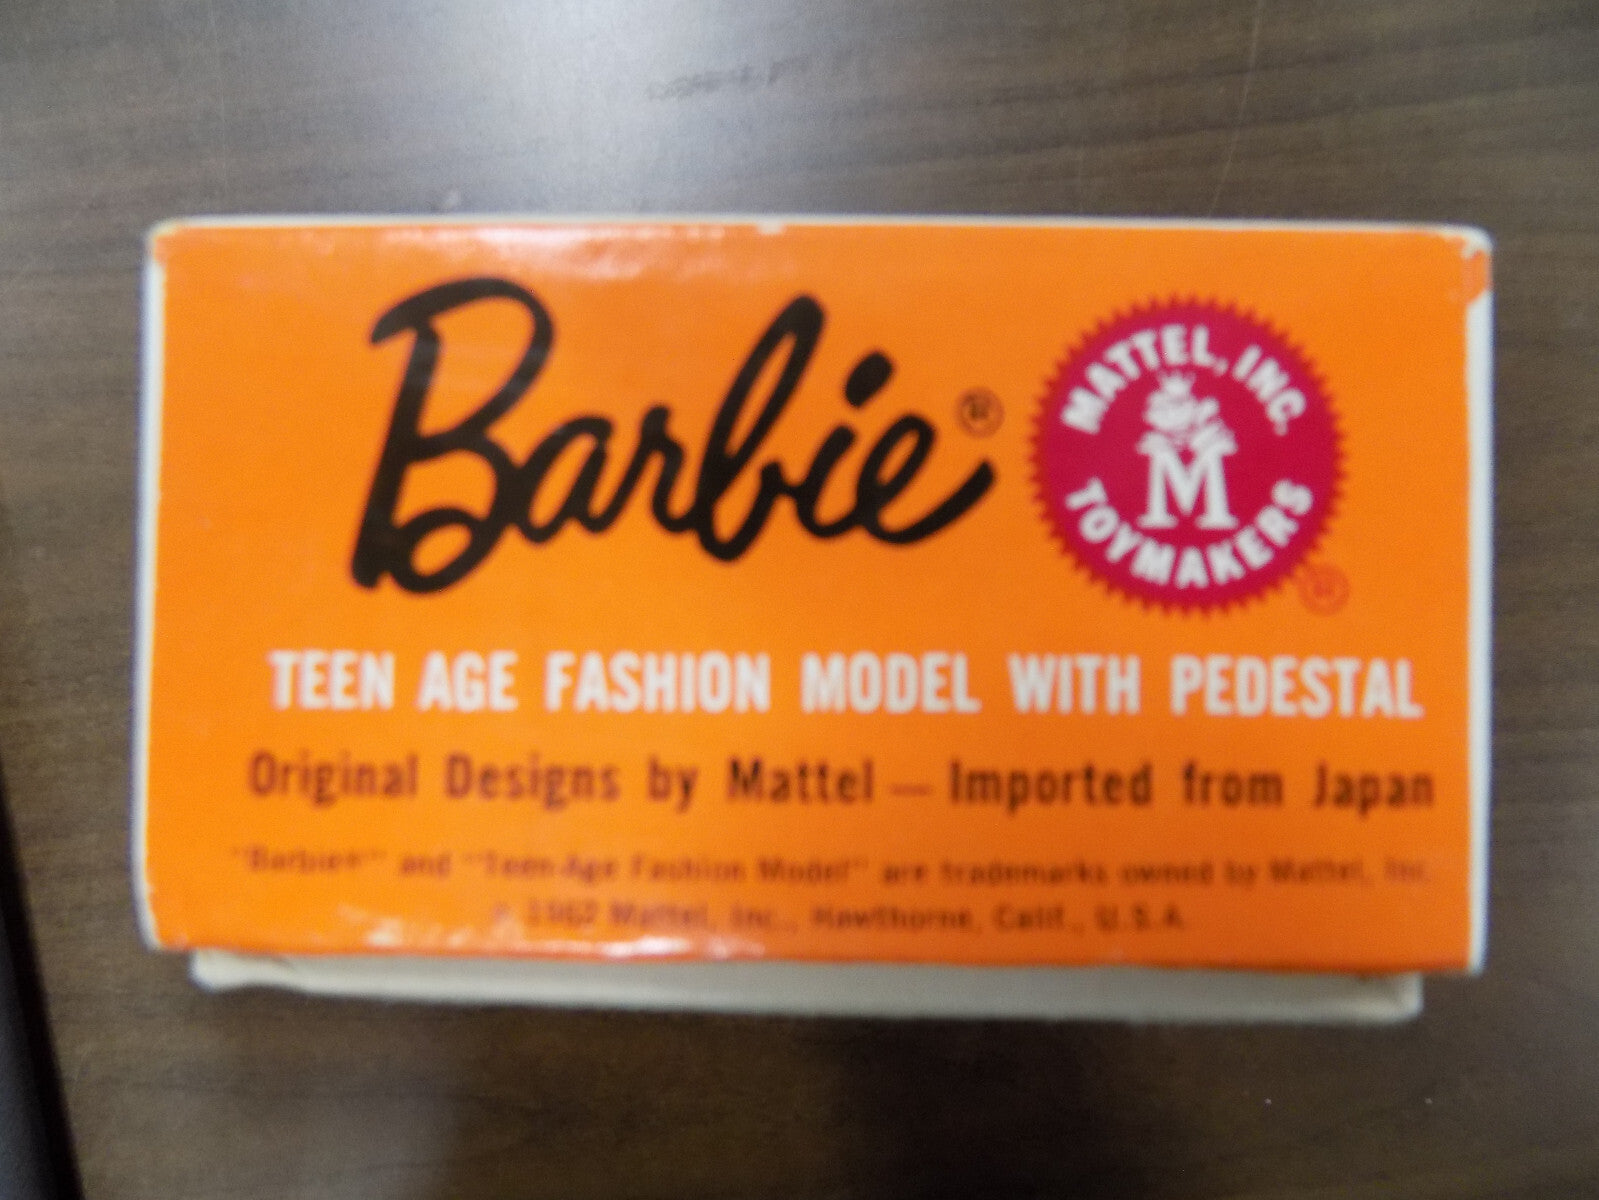 Barbie®
MATTEL, INC.
M
TOYMAKERS
®
TEEN AGE FASHION MODEL WITH PEDESTAL
Original Designs by Mattel — Imported from Japan
"Barbie®" and "Teen-Age Fashion Model" are trademarks owned by Mattel, Inc.
© 1962 Mattel, Inc., Hawthorne, Calif., U.S.A.